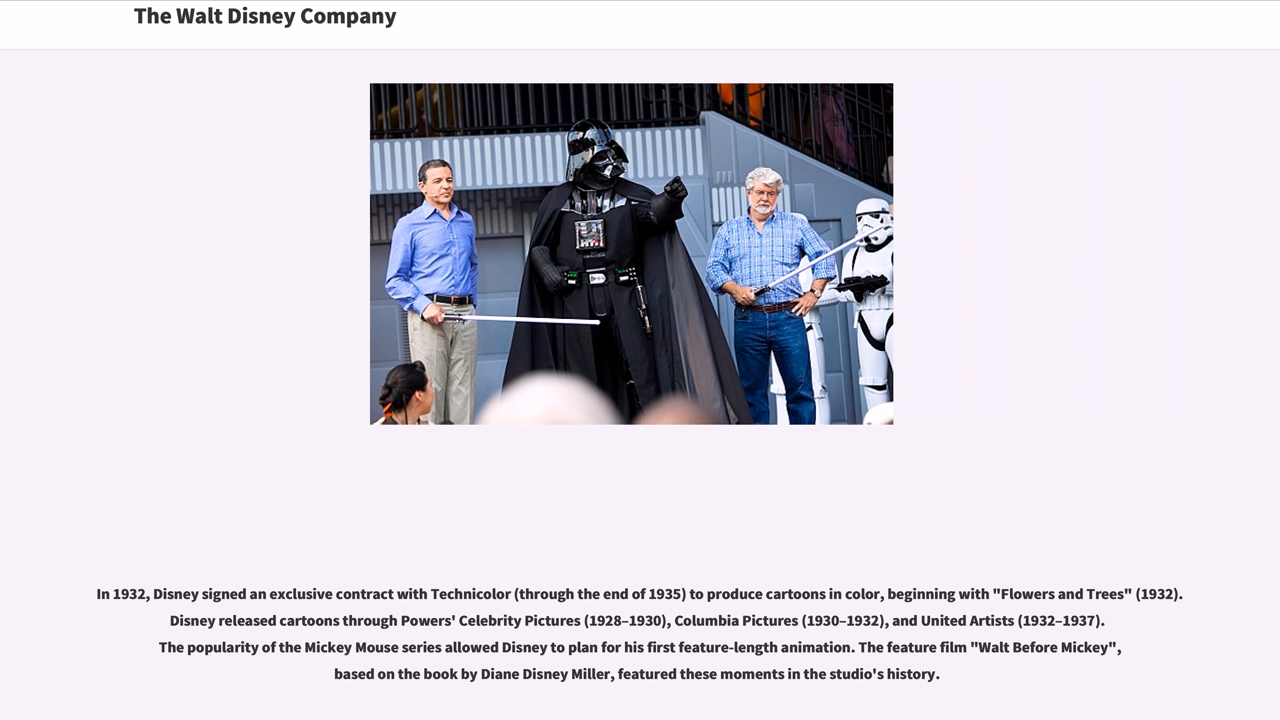 The Walt Disney Company
In 1932, Disney signed an exclusive contract with Technicolor (through the end of 1935) to produce cartoons in color, beginning with "Flowers and Trees" (1932).
Disney released cartoons through Powers' Celebrity Pictures (1928–1930), Columbia Pictures (1930–1932), and United Artists (1932–1937).
The popularity of the Mickey Mouse series allowed Disney to plan for his first feature-length animation. The feature film "Walt Before Mickey",
based on the book by Diane Disney Miller, featured these moments in the studio's history.